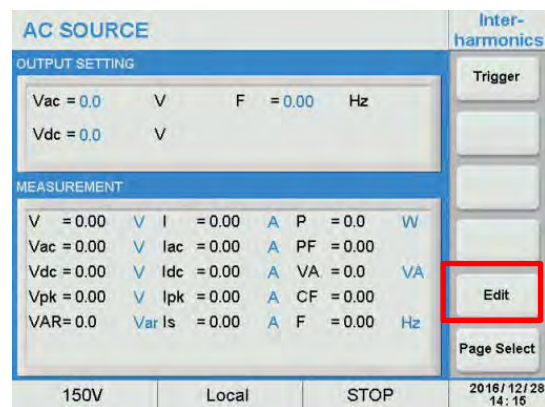 AC SOURCE
Inter-
harmonics
OUTPUT SETTING
Vac = 0.0 V F = 0.00 Hz
Vdc = 0.0 V
MEASUREMENT
V = 0.00 V I = 0.00 A P = 0.0 W
Vac = 0.00 V Iac = 0.00 A PF = 0.00
Vdc = 0.00 V Idc = 0.00 A VA = 0.0 VA
Vpk = 0.00 V Ipk = 0.00 A CF = 0.00
VAR= 0.0 Var Is = 0.00 A F = 0.00 Hz
Trigger
Edit
Page Select
150V Local STOP
2016/12/28
14:15